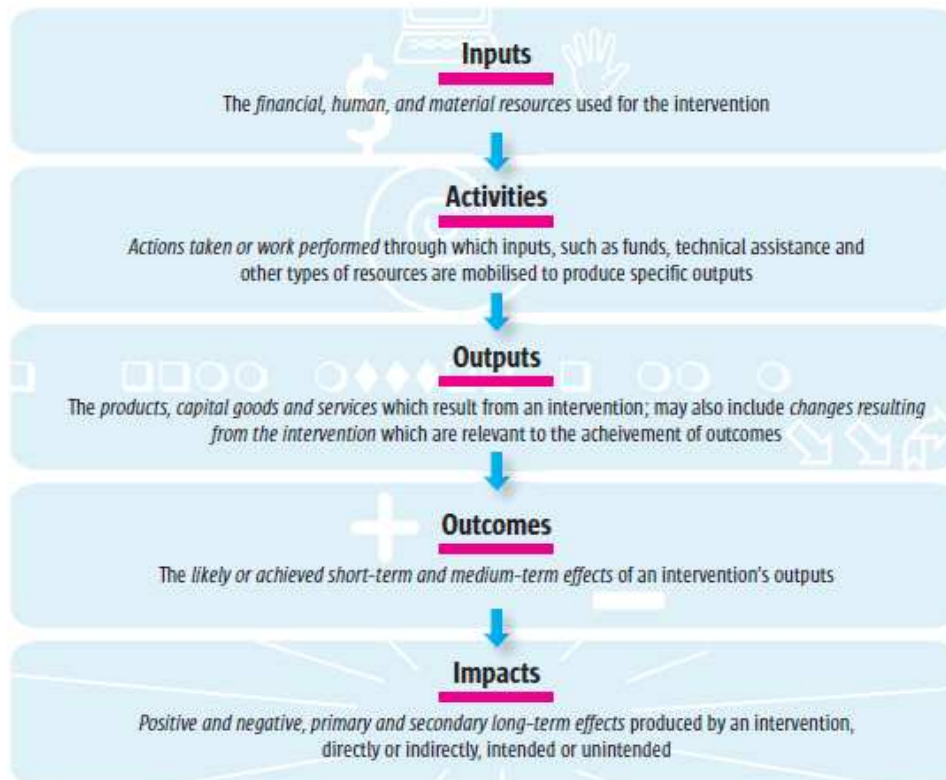 Inputs
The financial, human, and material resources used for the intervention
Activities
Actions taken or work performed through which inputs, such as funds, technical assistance and
other types of resources are mobilised to produce specific outputs
Outputs
The products, capital goods and services which result from an intervention; may also include changes resulting
from the intervention which are relevant to the acheivement of outcomes
Outcomes
The likely or achieved short-term and medium-term effects of an intervention's outputs
Impacts
Positive and negative, primary and secondary long-term effects produced by an intervention,
directly or indirectly, intended or unintended